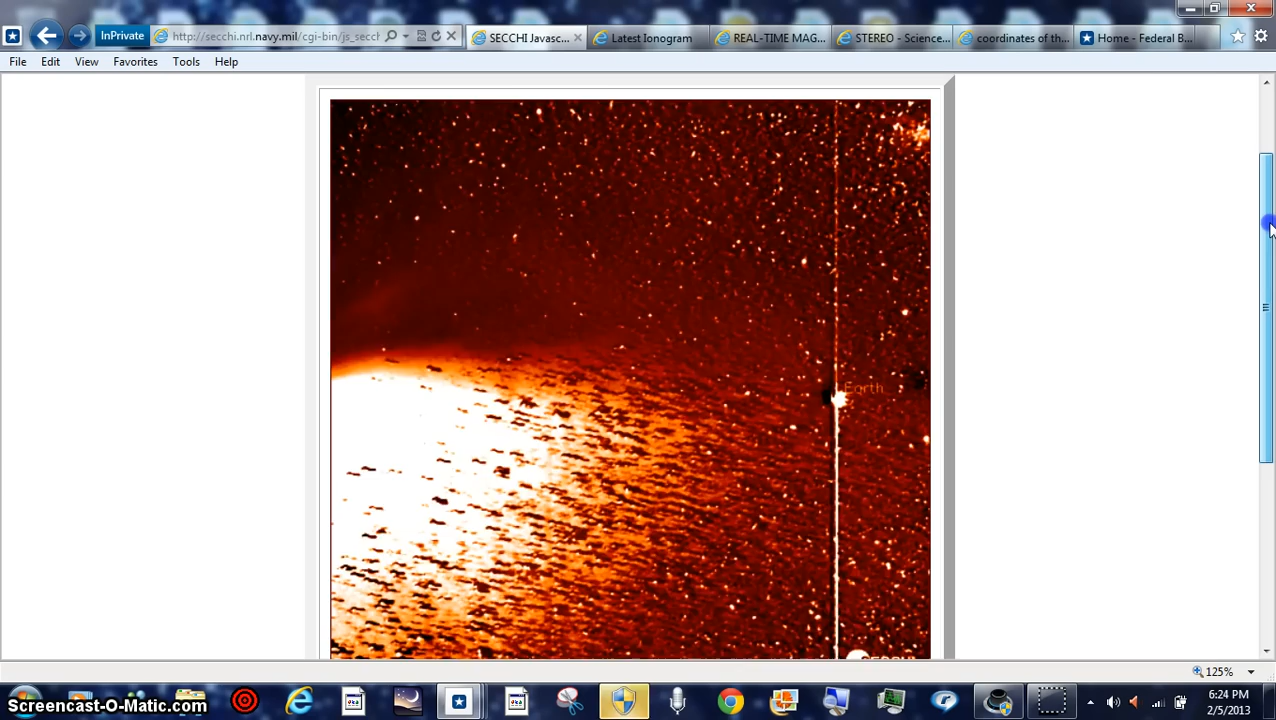 InPrivate
http://secchi.nrl.navy.mil/cgi-bin/js_secch
SECCHI Javasc...
Latest Ionogram
REAL-TIME MAG...
STEREO - Science...
coordinates of th...
Home - Federal B...
File Edit View Favorites Tools Help
Earth
125%
6:24 PM
2/5/2013
Screencast-O-Matic.com